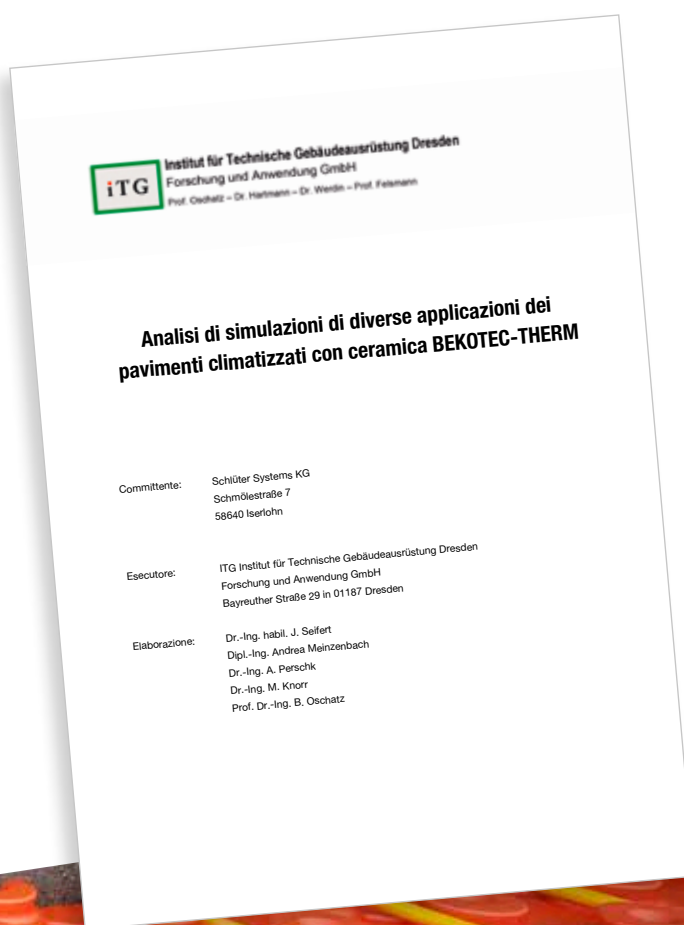 iTG
Institut für Technische Gebäudeausrüstung Dresden
Forschung und Anwendung GmbH
Prof. Oschatz – Dr. Hartmann – Dr. Werdin – Prof. Felsmann
Analisi di simulazioni di diverse applicazioni dei
pavimenti climatizzati con ceramica BEKOTEC-THERM
Committente: Schlüter Systems KG
Schmölestraße 7
58640 Iserlohn
Esecutore: ITG Institut für Technische Gebäudeausrüstung Dresden
Forschung und Anwendung GmbH
Bayreuther Straße 29 in 01187 Dresden
Elaborazione: Dr.-Ing. habil. J. Seifert
Dipl.-Ing. Andrea Meinzenbach
Dr.-Ing. A. Perschk
Dr.-Ing. M. Knorr
Prof. Dr.-Ing. B. Oschatz